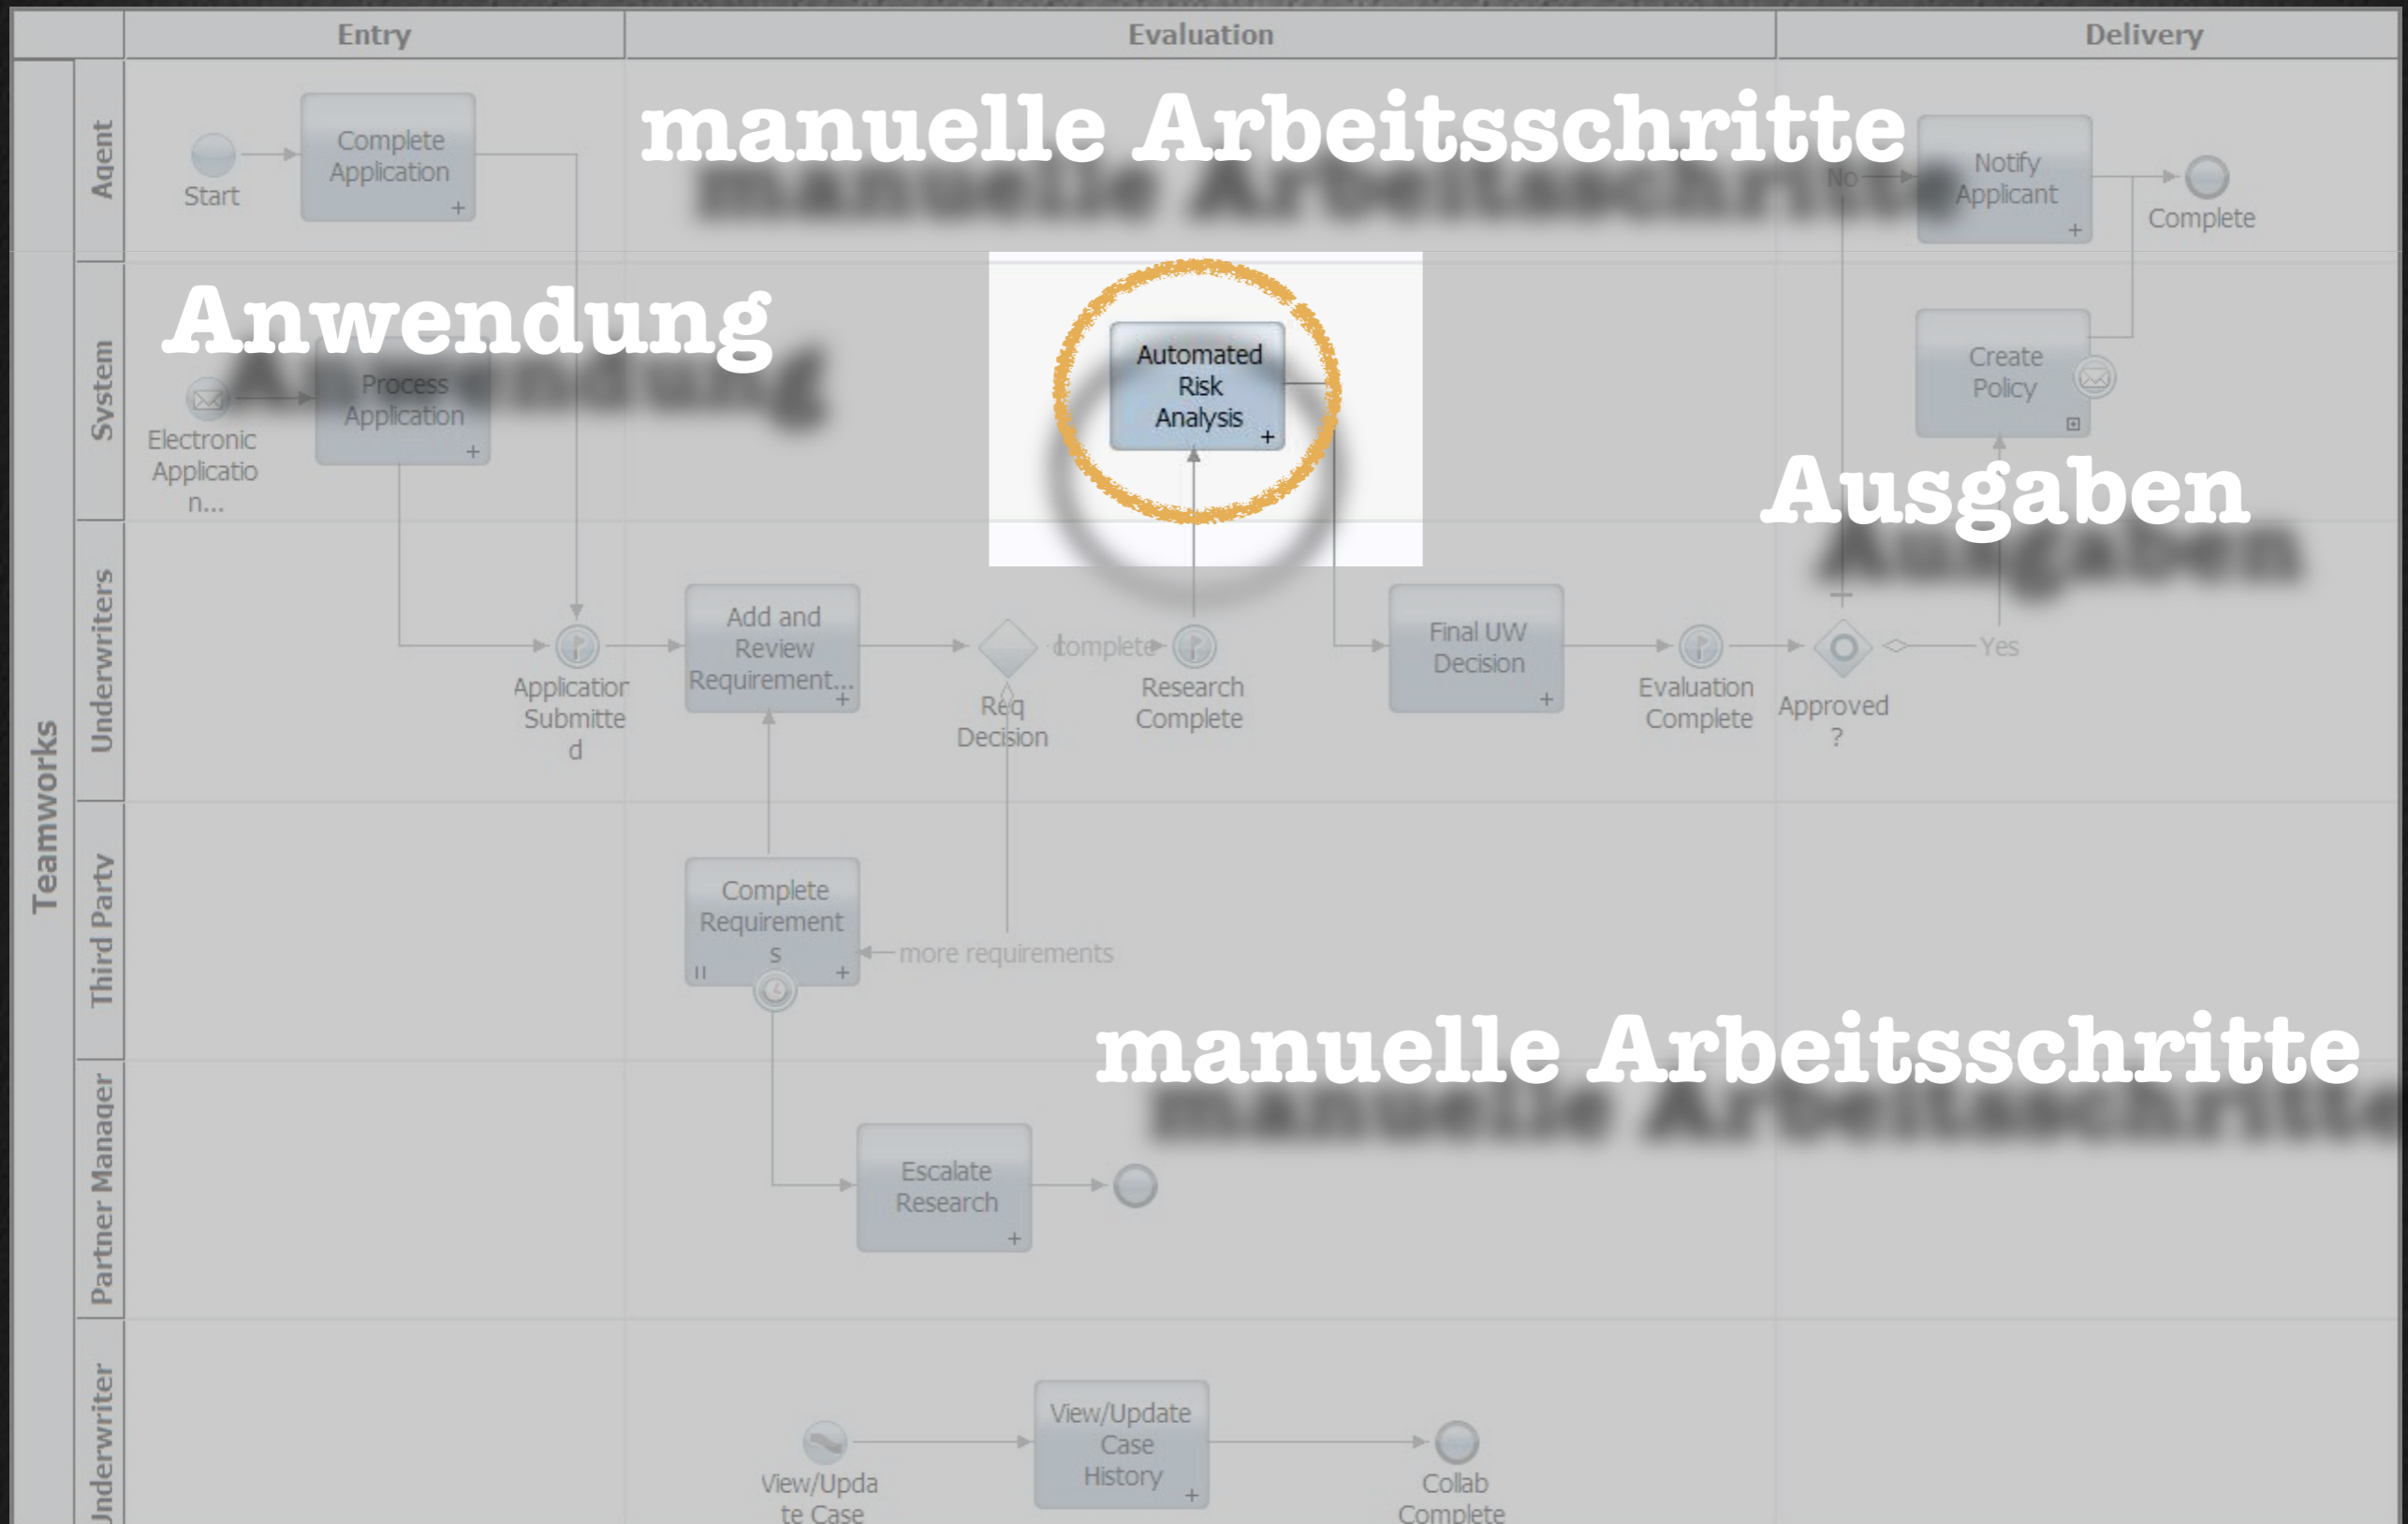 Entry
Evaluation
Delivery
Teamworks
Agent
Start
Complete
Application
manuelle Arbeitsschritte
No
Notify
Applicant
Complete
System
Anwendung
Electronic
Applicatio
n...
Process
Application
Automated
Risk
Analysis
Create
Policy
Ausgaben
Underwriters
Application
Submitte
d
Add and
Review
Requirement...
Req
Decision
complete
Research
Complete
Final UW
Decision
Evaluation
Complete
Approved
?
Yes
Third Party
Complete
Requirement
s
more requirements
manuelle Arbeitsschritte
Partner Manager
Escalate
Research
Underwriter
View/Upda
te Case
View/Update
Case
History
Collab
Complete